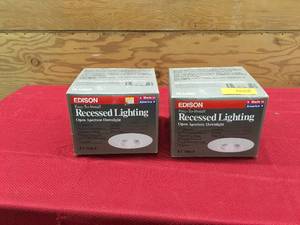 EDISON
Easy-To-Install
Recessed Lighting
Open Aperture Downlight
Made in
America
EDISON
Easy-To-Install
Recessed Lighting
Open Aperture Downlight
Made in
America